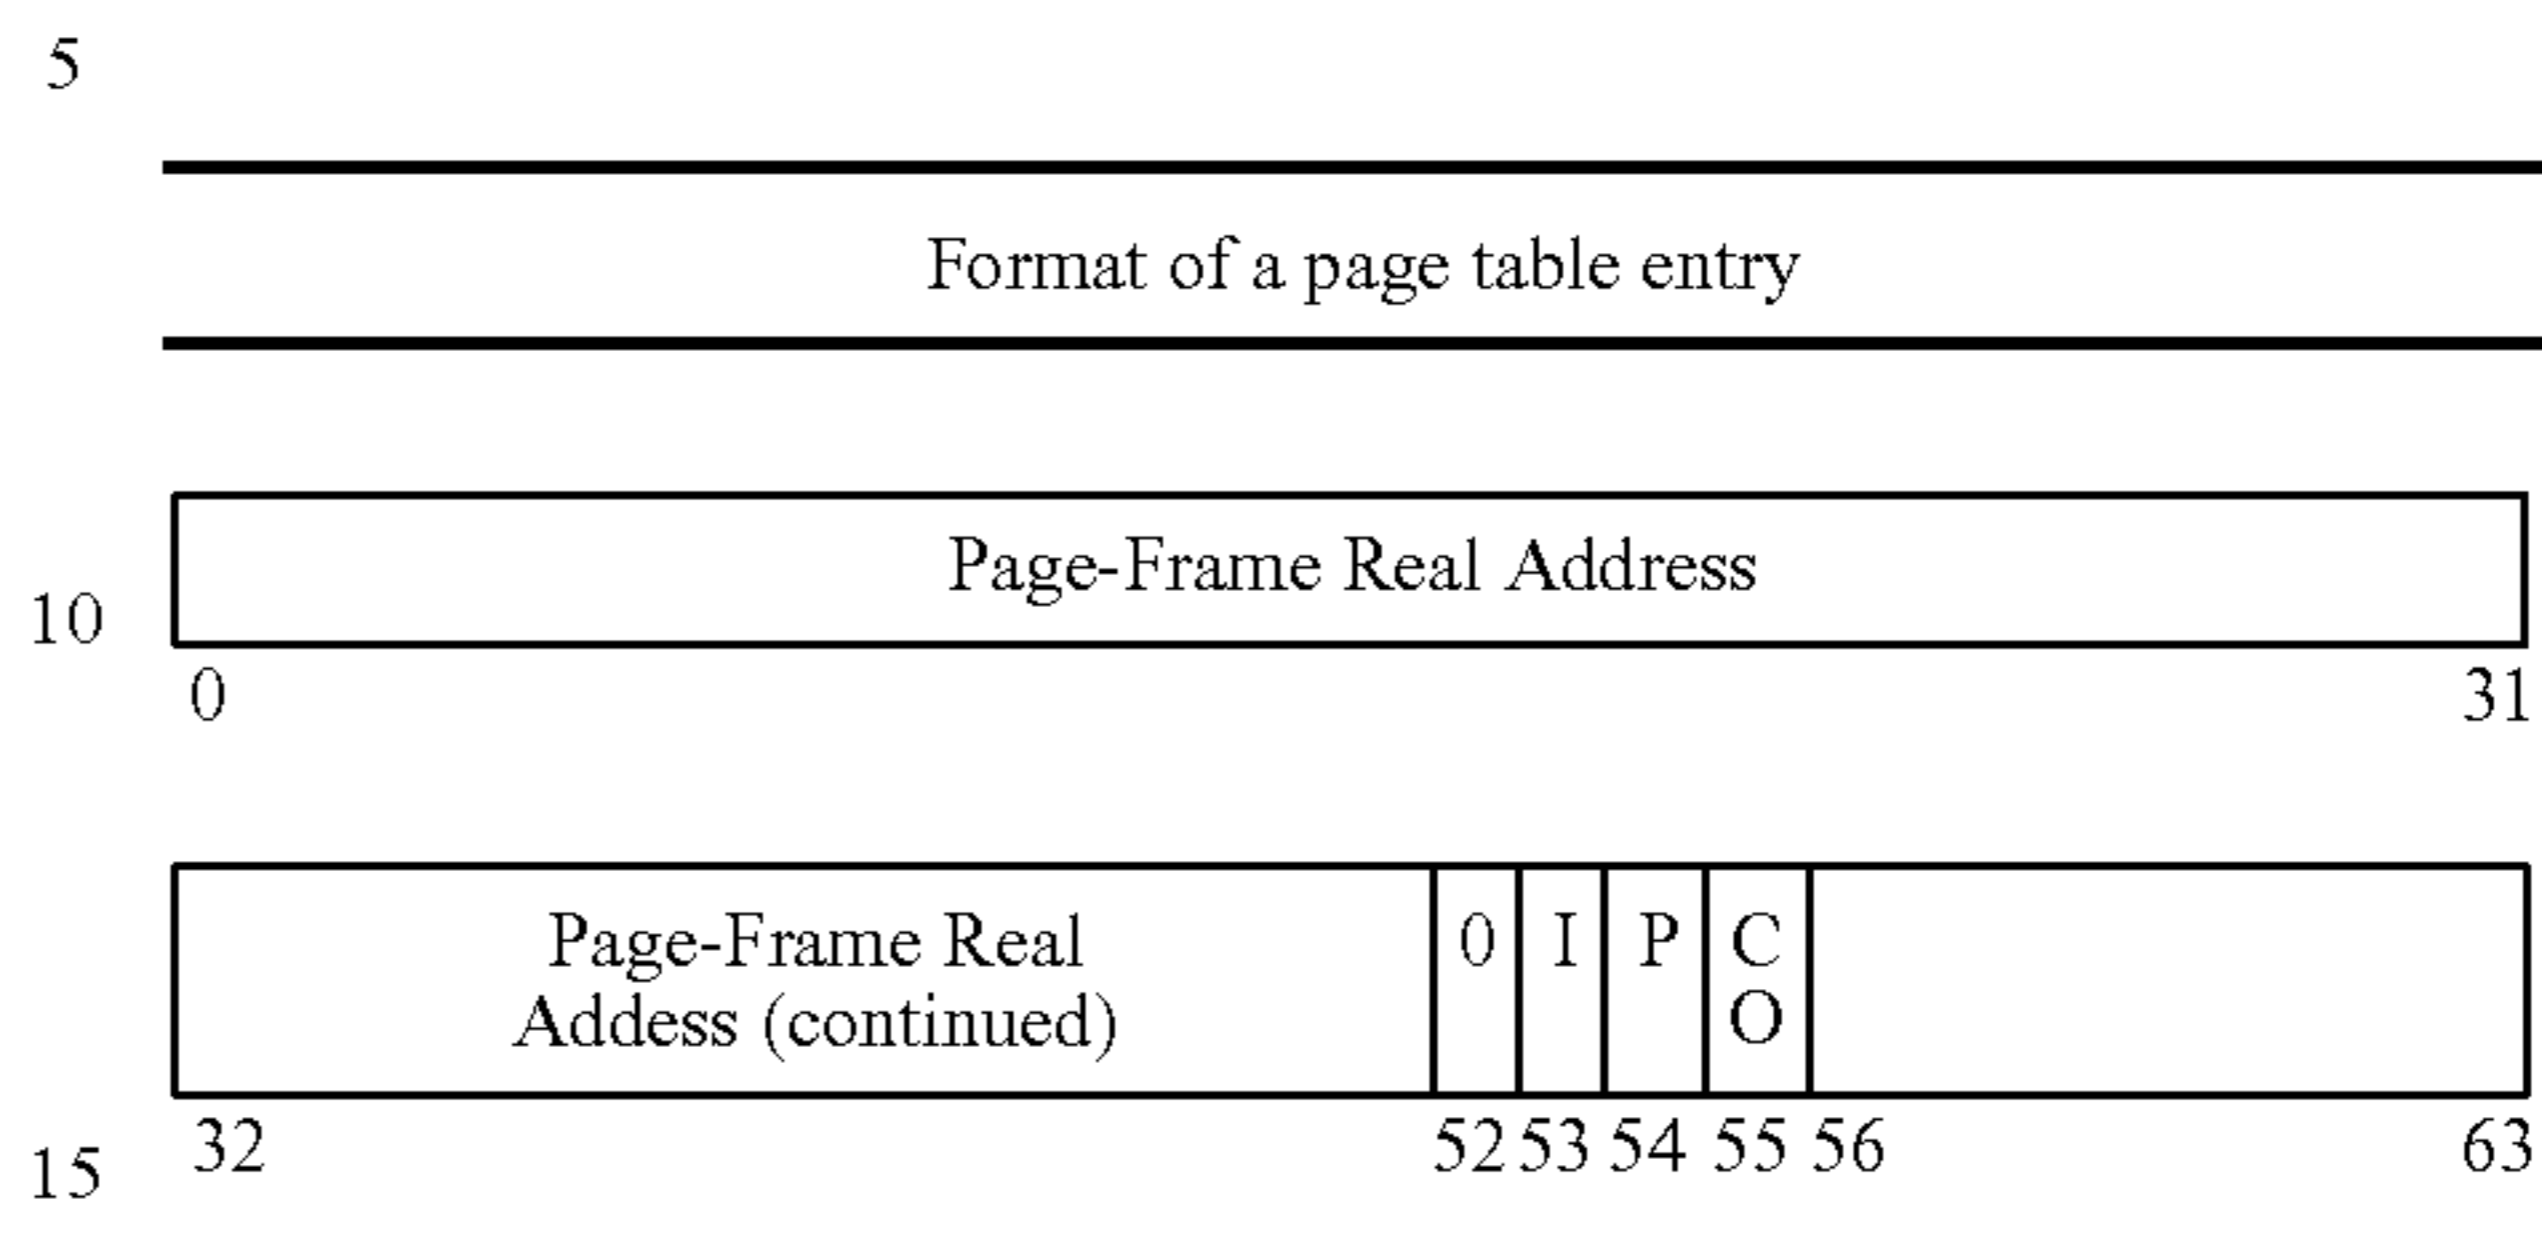 5
Format of a page table entry
Page-Frame Real Address
10
0 31
Page-Frame Real 0 I P C
Addess (continued) O
32 52 53 54 55 56 63
15